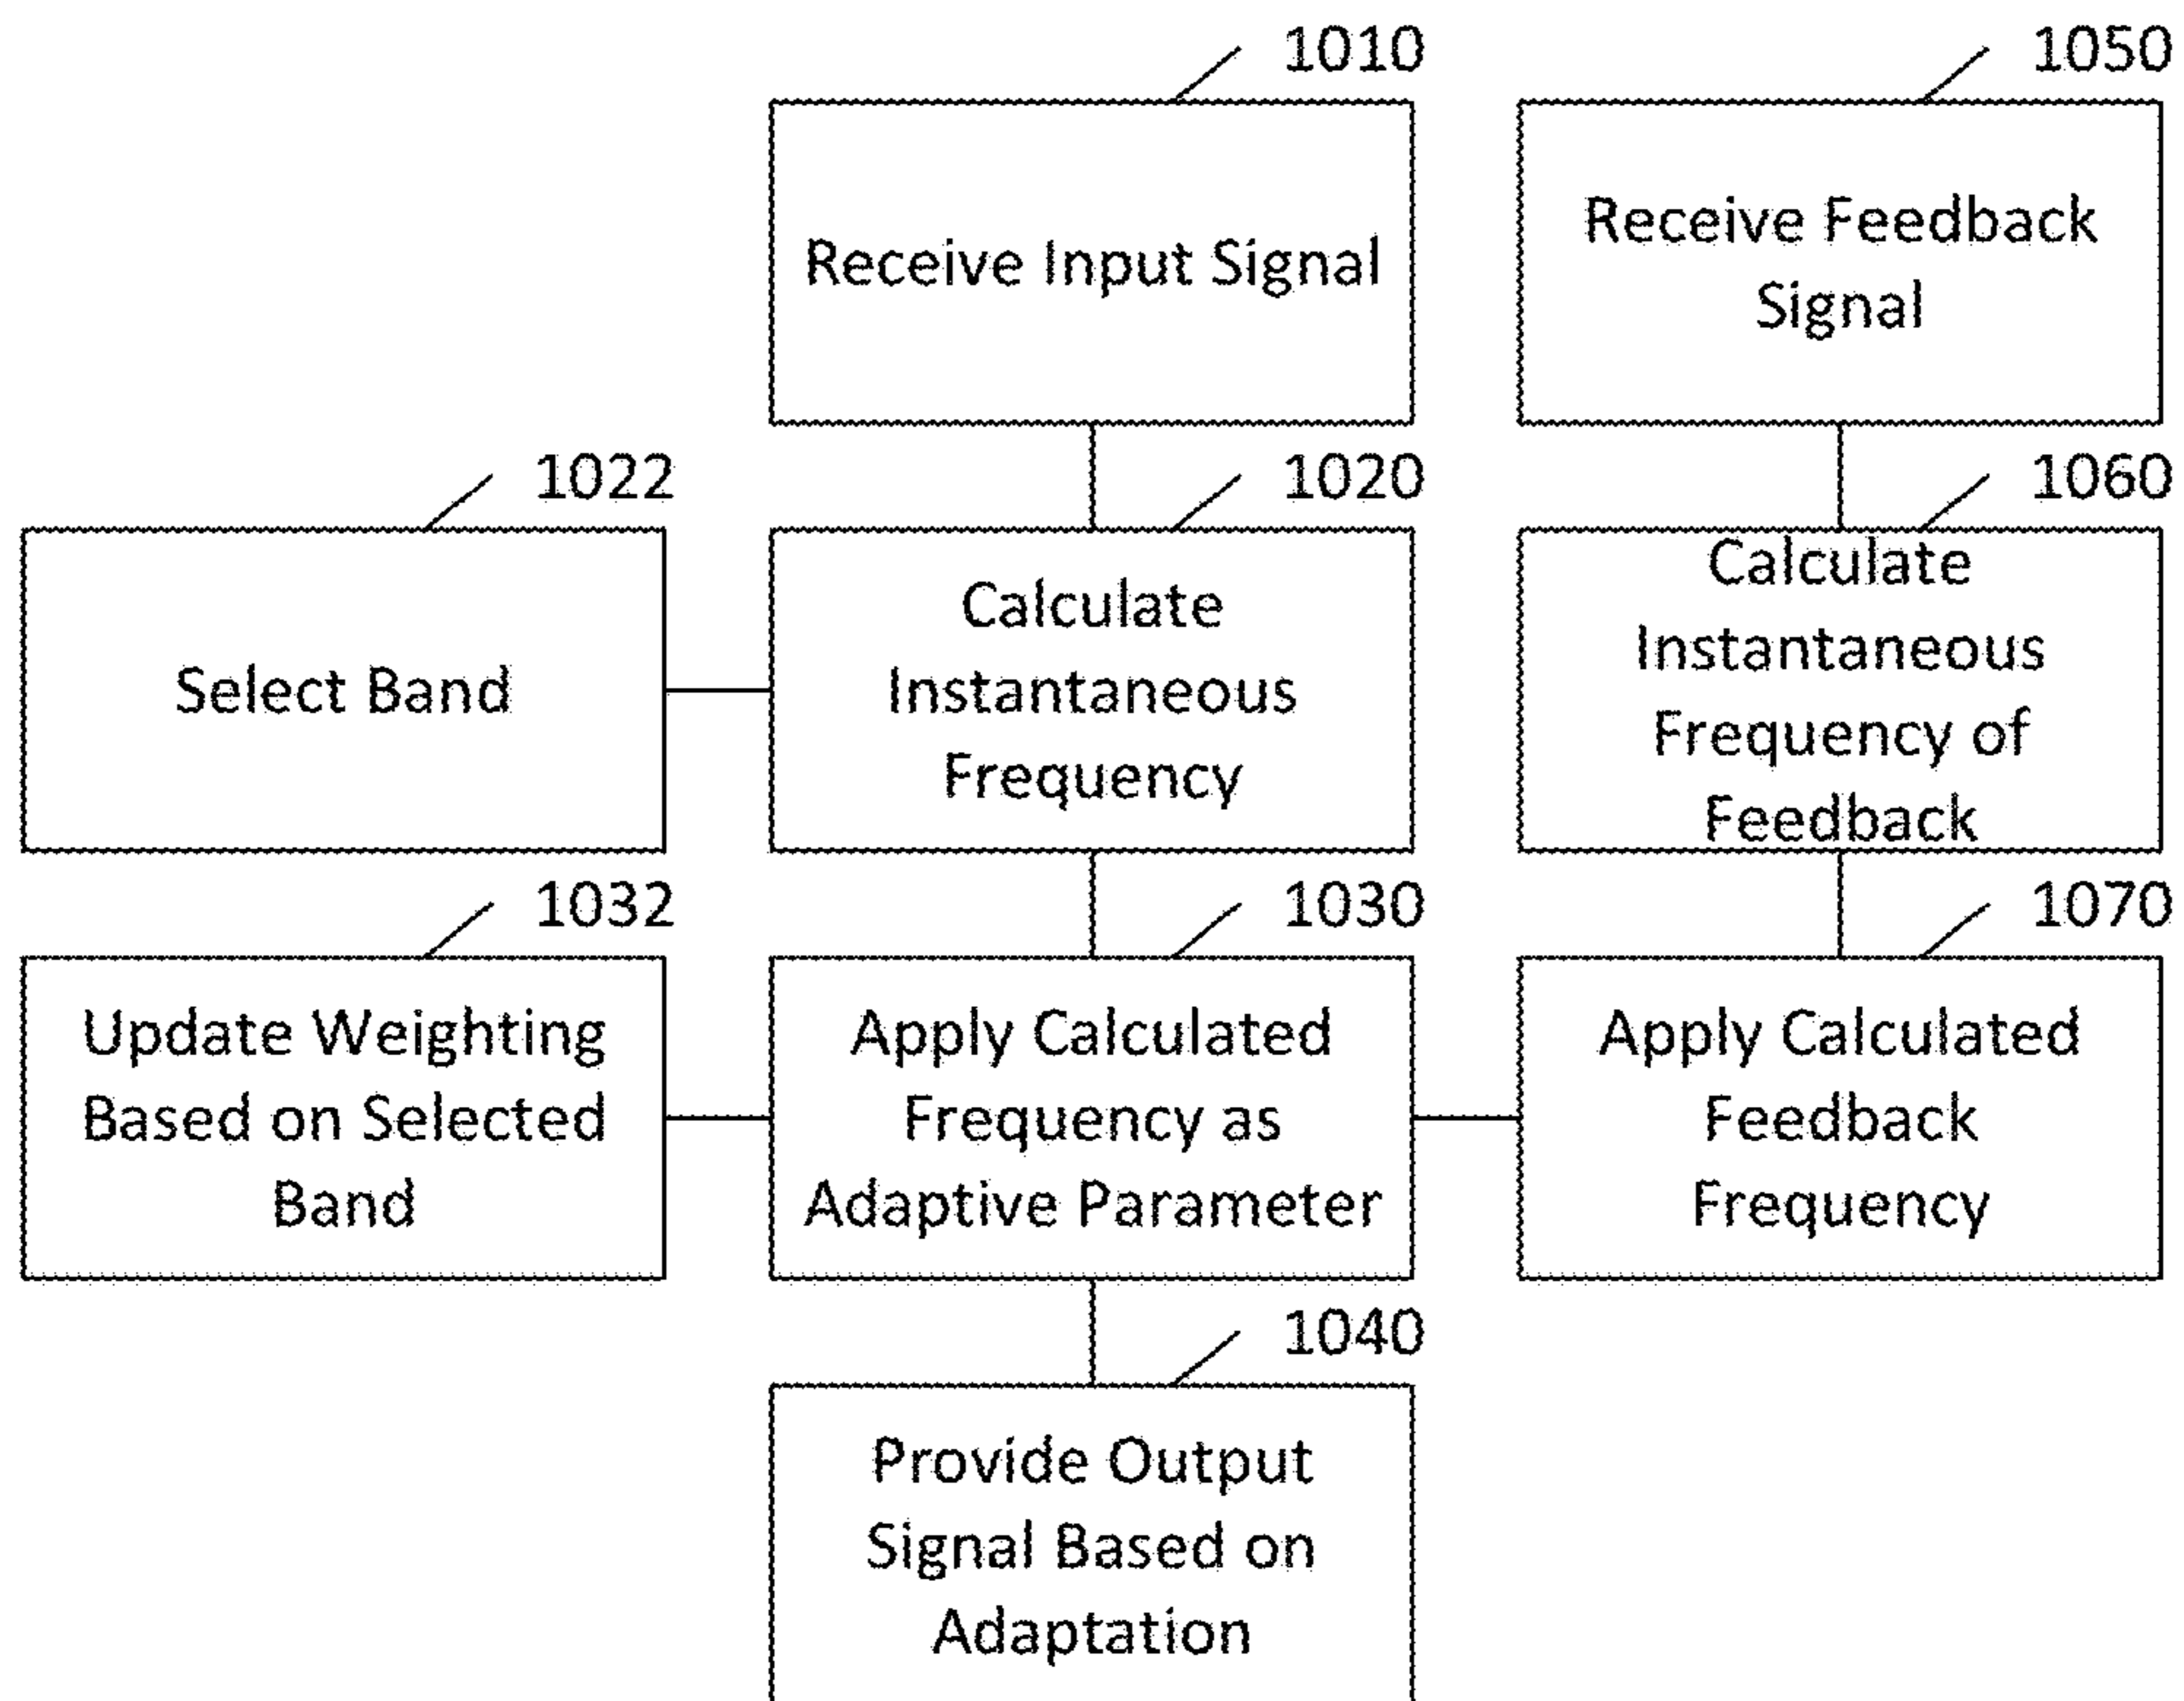 1010
Receive Input Signal
1050
Receive Feedback
Signal
1022
Select Band
1020
Calculate
Instantaneous
Frequency
1060
Calculate
Instantaneous
Frequency of
Feedback
1032
Update Weighting
Based on Selected
Band
1030
Apply Calculated
Frequency as
Adaptive Parameter
1070
Apply Calculated
Feedback
Frequency
1040
Provide Output
Signal Based on
Adaptation